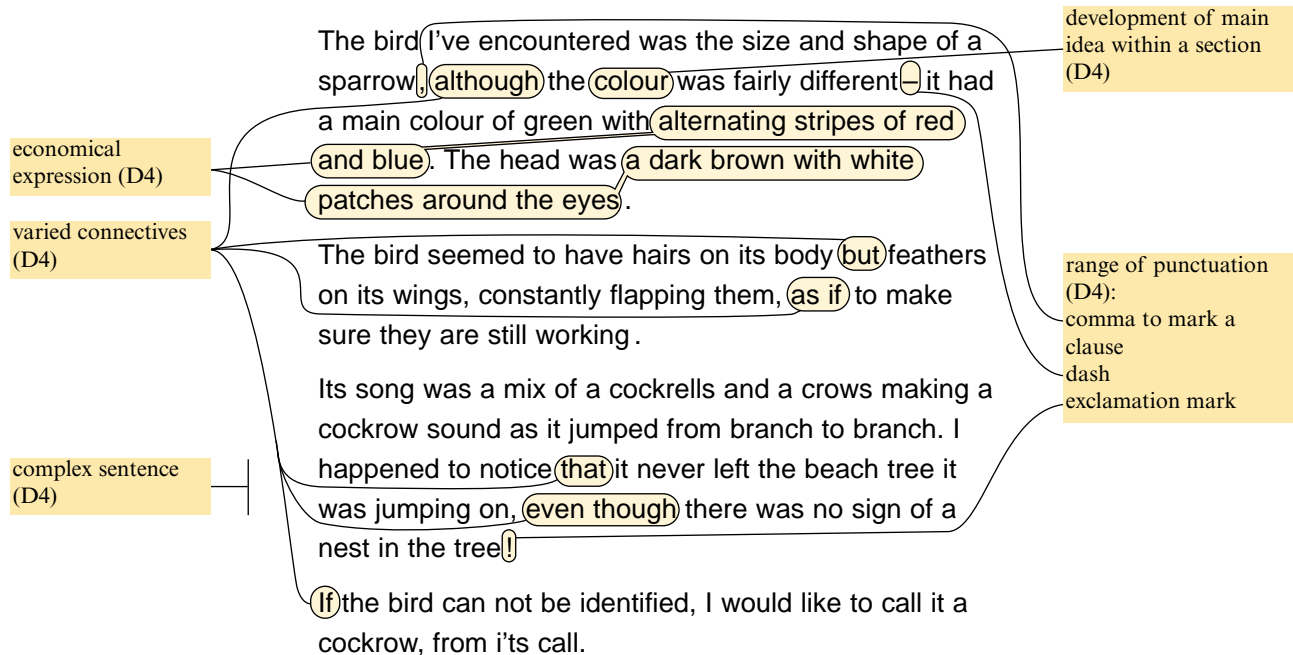 The bird I've encountered was the size and shape of a
sparrow, although the colour was fairly different – it had
a main colour of green with alternating stripes of red
and blue. The head was a dark brown with white
patches around the eyes.
The bird seemed to have hairs on its body but feathers
on its wings, constantly flapping them, as if to make
sure they are still working.
Its song was a mix of a cockrells and a crows making a
cockrow sound as it jumped from branch to branch. I
happened to notice that it never left the beach tree it
was jumping on, even though there was no sign of a
nest in the tree!
If the bird can not be identified, I would like to call it a
cockrow, from i'ts call.
economical
expression (D4)
varied connectives
(D4)
complex sentence
(D4)
development of main
idea within a section
(D4)
range of punctuation
(D4):
comma to mark a
clause
dash
exclamation mark